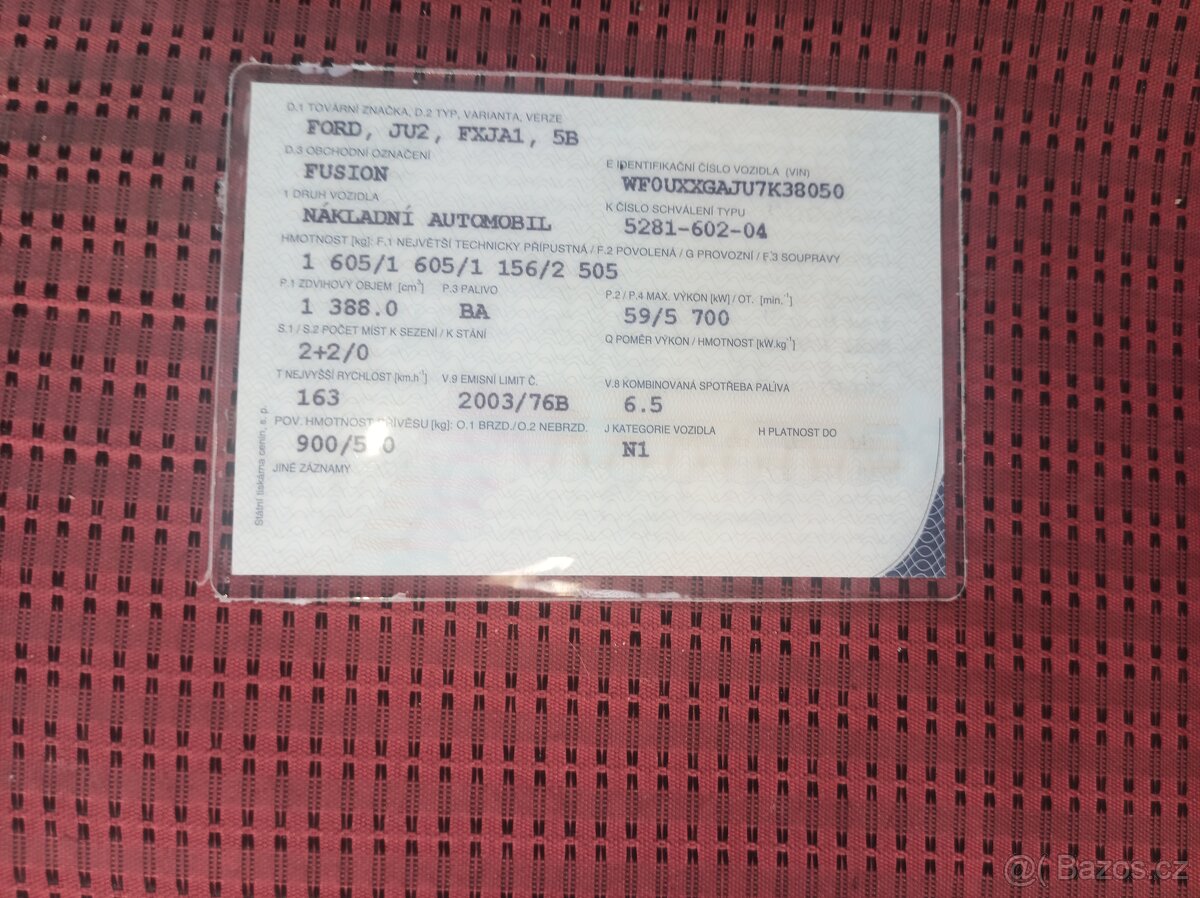 D.1 TOVÁRNÍ ZNAČKA, D.2 TYP, VARIANTA, VERZE
FORD, JU2, FXJA1, 5B
D.3 OBCHODNÍ OZNAČENÍ
FUSION
E IDENTIFIKAČNÍ ČÍSLO VOZIDLA (VIN)
WF0UXXGAJU7K38050
1 DRUH VOZIDLA
NÁKLADNÍ AUTOMOBIL
K ČÍSLO SCHVÁLENÍ TYPU
5281-602-04
HMOTNOST [kg]: F.1 NEJVĚTŠÍ TECHNICKY PŘÍPUSTNÁ / F.2 POVOLENÁ / G PROVOZNÍ / F.3 SOUPRAVY
1 605/1 605/1 156/2 505
P.1 ZDVIHOVÝ OBJEM [cm³] P.3 PALIVO P.2 / P.4 MAX. VÝKON [kW] / OT. [min.⁻¹]
1 388.0 BA 59/5 700
S.1 / S.2 POČET MÍST K SEZENÍ / K STÁNÍ Q POMĚR VÝKON / HMOTNOST [kW.kg⁻¹]
2+2/0
T NEJVYŠŠÍ RYCHLOST [km.h⁻¹] V.9 EMISNÍ LIMIT Č. V.8 KOMBINOVANÁ SPOTŘEBA PALIVA
163 2003/76B 6.5
POV. HMOTNOST PŘÍVĚSU [kg]: O.1 BRZD./O.2 NEBRZD. J KATEGORIE VOZIDLA H PLATNOST DO
900/5 0 N1
JINÉ ZÁZNAMY
Státní tiskárna cenin, s. p.
@( Bazos.cz